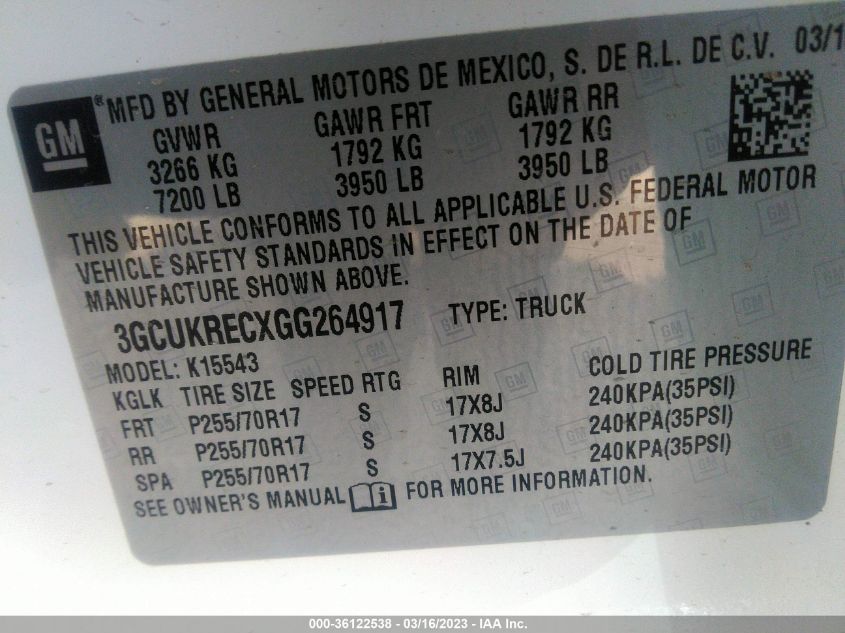 GM
® MFD BY GENERAL MOTORS DE MEXICO, S. DE R.L. DE C.V. 03/1
GVWR GAWR FRT GAWR RR
3266 KG 1792 KG 1792 KG
7200 LB 3950 LB 3950 LB
THIS VEHICLE CONFORMS TO ALL APPLICABLE U.S. FEDERAL MOTOR
VEHICLE SAFETY STANDARDS IN EFFECT ON THE DATE OF
MANUFACTURE SHOWN ABOVE.
3GCUKRECXGG264917 TYPE: TRUCK
MODEL: K15543
KGLK TIRE SIZE SPEED RTG RIM COLD TIRE PRESSURE
FRT P255/70R17 S 17X8J 240KPA(35PSI)
RR P255/70R17 S 17X8J 240KPA(35PSI)
SPA P255/70R17 S 17X7.5J 240KPA(35PSI)
SEE OWNER'S MANUAL FOR MORE INFORMATION.
000-36122538 - 03/16/2023 - IAA Inc.